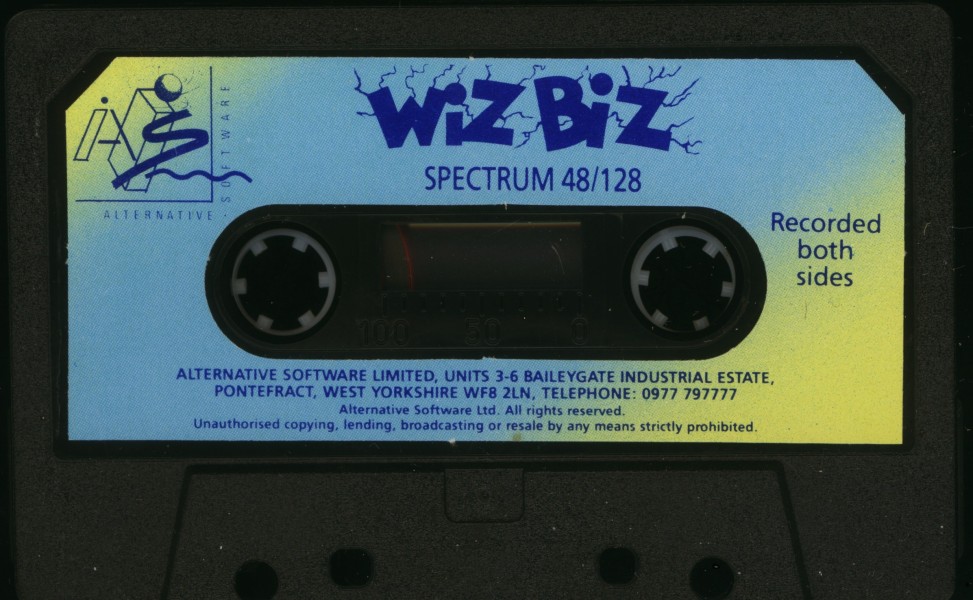 WiZ BiZ
SPECTRUM 48/128
iAS
SOFTWARE
ALTERNATIVE
Recorded
both
sides
100 50 0
ALTERNATIVE SOFTWARE LIMITED, UNITS 3-6 BAILEYGATE INDUSTRIAL ESTATE,
PONTEFRACT, WEST YORKSHIRE WF8 2LN, TELEPHONE: 0977 797777
Alternative Software Ltd. All rights reserved.
Unauthorised copying, lending, broadcasting or resale by any means strictly prohibited.